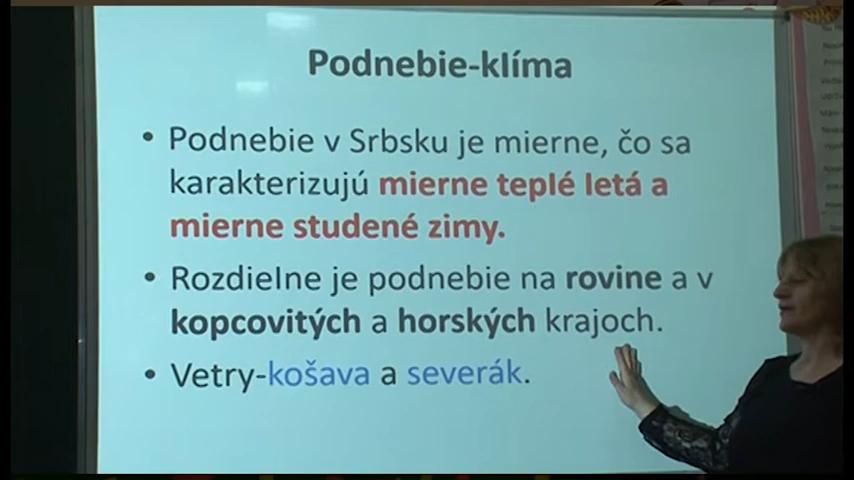 Podnebie-klíma
• Podnebie v Srbsku je mierne, čo sa
karakterizujú mierne teplé letá a
mierne studené zimy.
• Rozdielne je podnebie na rovine a v
kopcovitých a horských krajoch.
• Vetry-košava a severák.